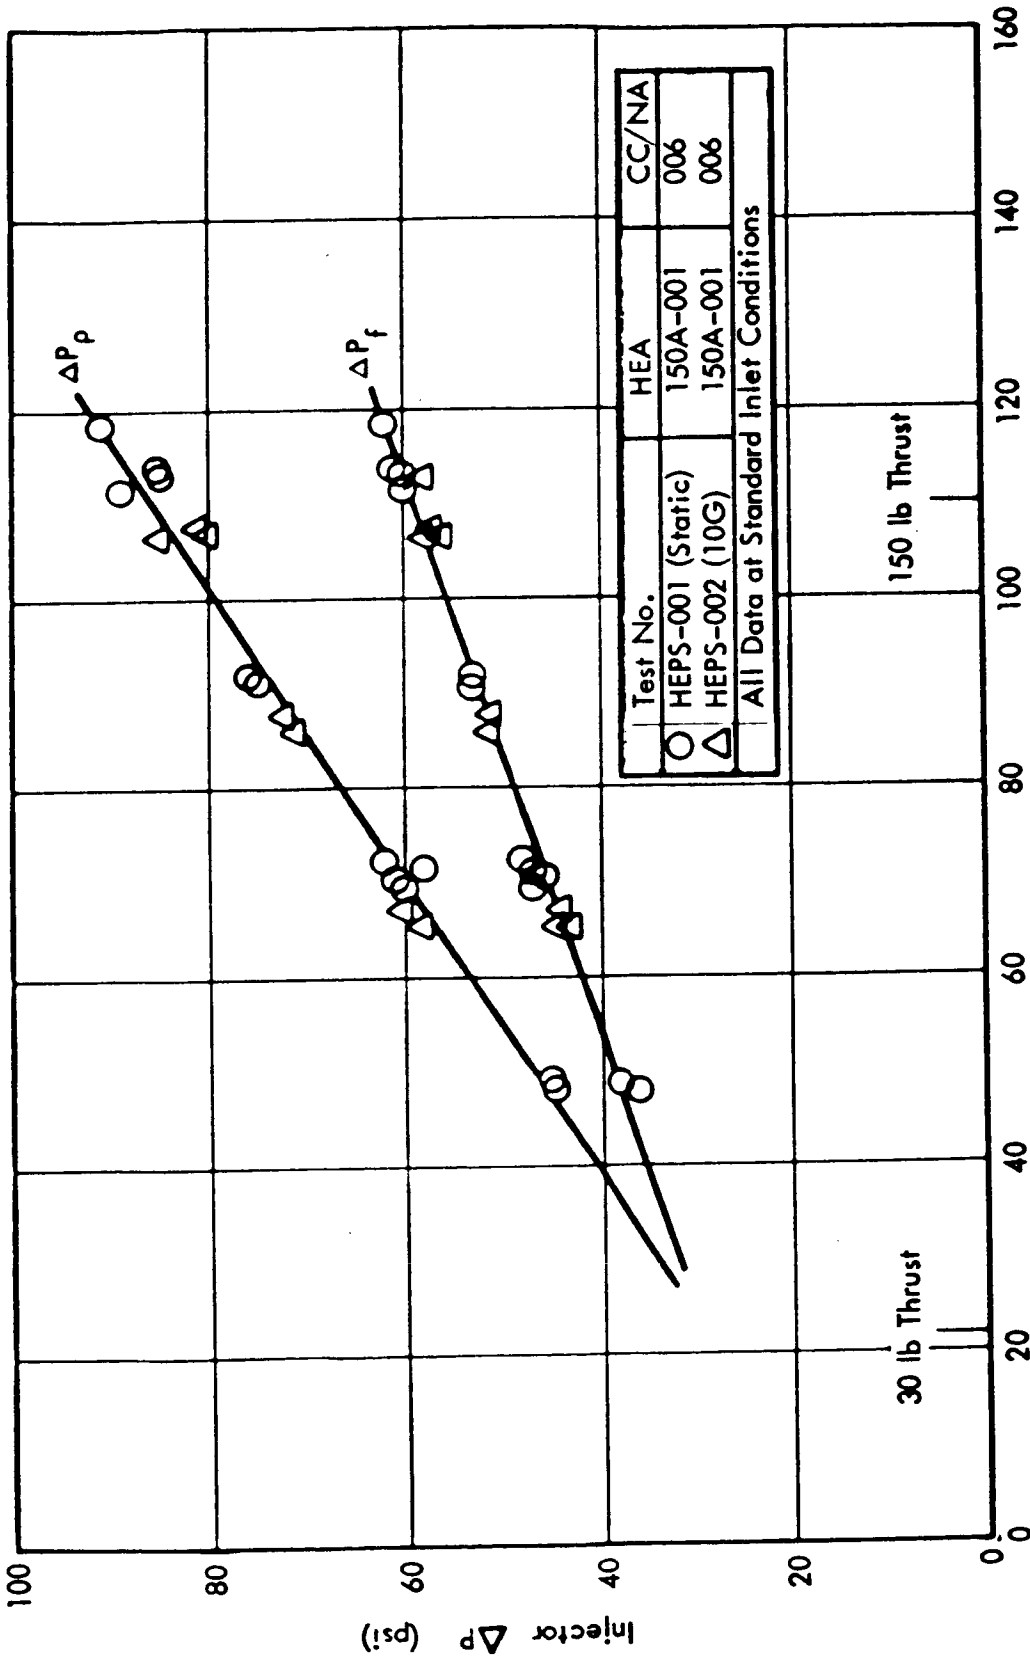 100
80
60
40
20
0
Injector ΔP (psi)
ΔPp
ΔPf
Test No. HEA CC/NA
HEPS-001 (Static) 150A-001 006
HEPS-002 (10G) 150A-001 006
All Data at Standard Inlet Conditions
30 lb Thrust
150 lb Thrust
0 20 40 60 80 100 120 140 160